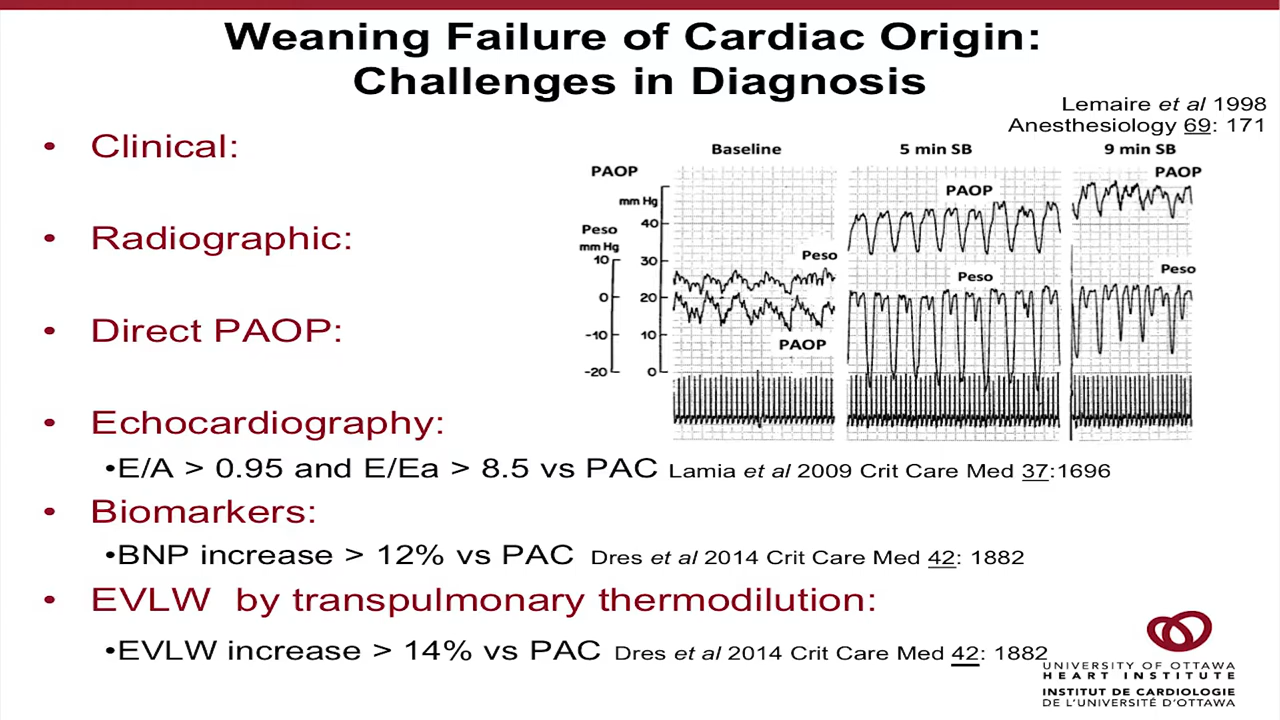 Weaning Failure of Cardiac Origin:
Challenges in Diagnosis
Lemaire et al 1998
Anesthesiology 69: 171
• Clinical:
• Radiographic:
• Direct PAOP:
• Echocardiography:
•E/A > 0.95 and E/Ea > 8.5 vs PAC Lamia et al 2009 Crit Care Med 37:1696
• Biomarkers:
•BNP increase > 12% vs PAC Dres et al 2014 Crit Care Med 42: 1882
• EVLW by transpulmonary thermodilution:
•EVLW increase > 14% vs PAC Dres et al 2014 Crit Care Med 42: 1882
Baseline
5 min SB
9 min SB
PAOP
mm Hg
40
30
20
10
0
Peso
mm Hg
10
0
-10
-20
Peso
PAOP
PAOP
Peso
PAOP
Peso
UNIVERSITY OF OTTAWA
HEART INSTITUTE
INSTITUT DE CARDIOLOGIE
DE L'UNIVERSITÉ D'OTTAWA